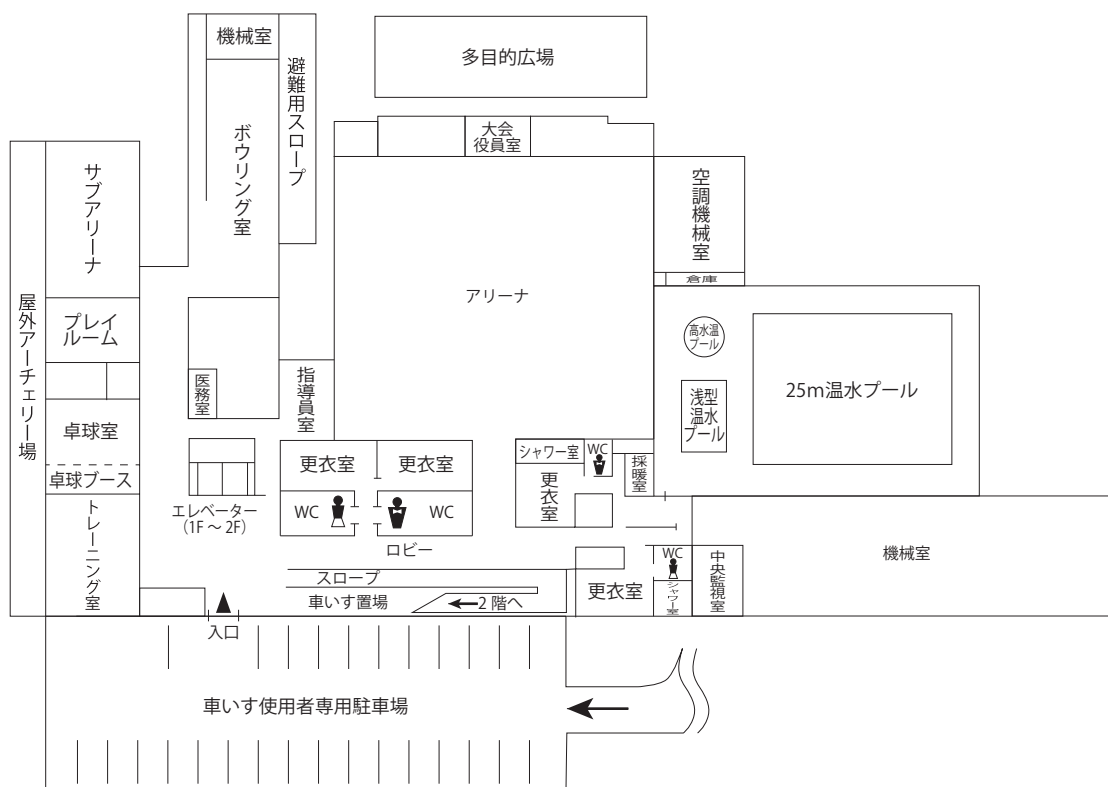 機械室
避難用スロープ
多目的広場
ボウリング室
大会
役員室
サブアリーナ
空調機械室
倉庫
アリーナ
屋外アーチェリー場
プレイ
ルーム
高水温
プール
25m温水プール
浅型
温水
プール
医務室
指導員室
卓球室
卓球ブース
更衣室
更衣室
シャワー室
WC
採暖室
更衣室
トレーニング室
エレベーター
(1F～2F)
WC
WC
ロビー
機械室
WC
中央監視室
スロープ
車いす置場
2階へ
更衣室
シャワー室
入口
車いす使用者専用駐車場